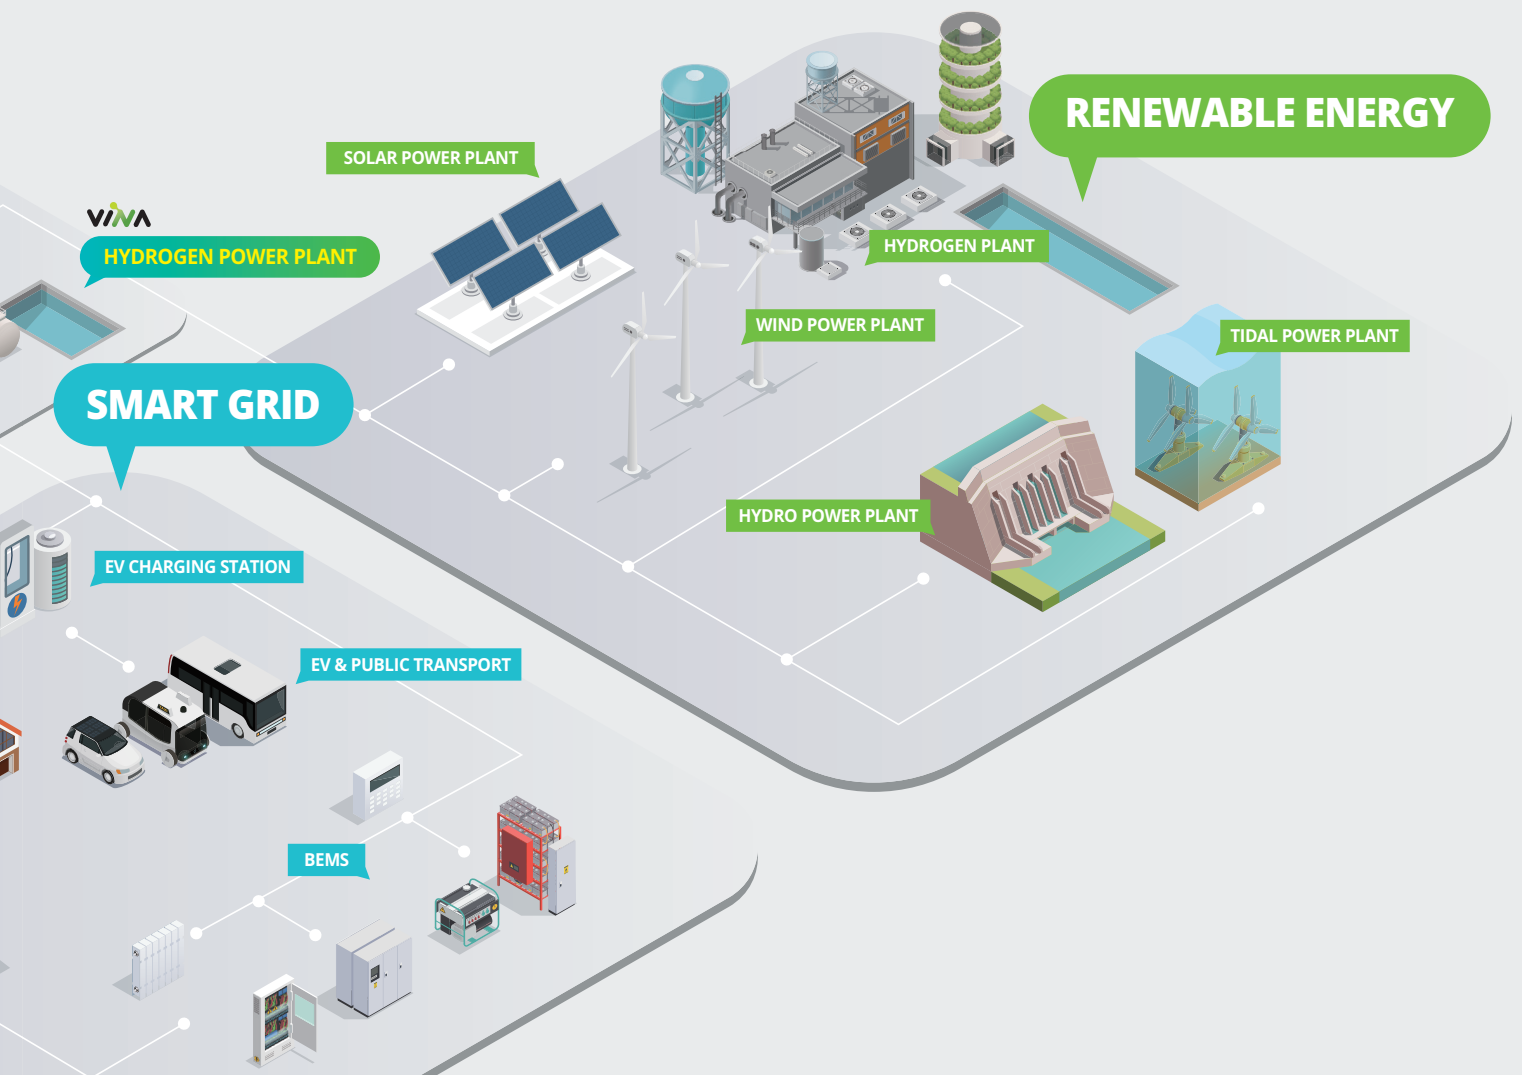 RENEWABLE ENERGY
SOLAR POWER PLANT
VINA
HYDROGEN POWER PLANT
HYDROGEN PLANT
WIND POWER PLANT
TIDAL POWER PLANT
SMART GRID
HYDRO POWER PLANT
EV CHARGING STATION
EV & PUBLIC TRANSPORT
BEMS